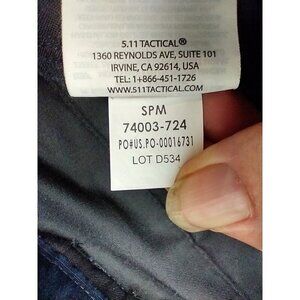 5.11 TACTICAL®
1360 REYNOLDS AVE, SUITE 101
IRVINE, CA 92614, USA
TEL: 1+866-451-1726
WWW.511TACTICAL.COM
SPM
74003-724
PO#US.PO-00016731
LOT D534